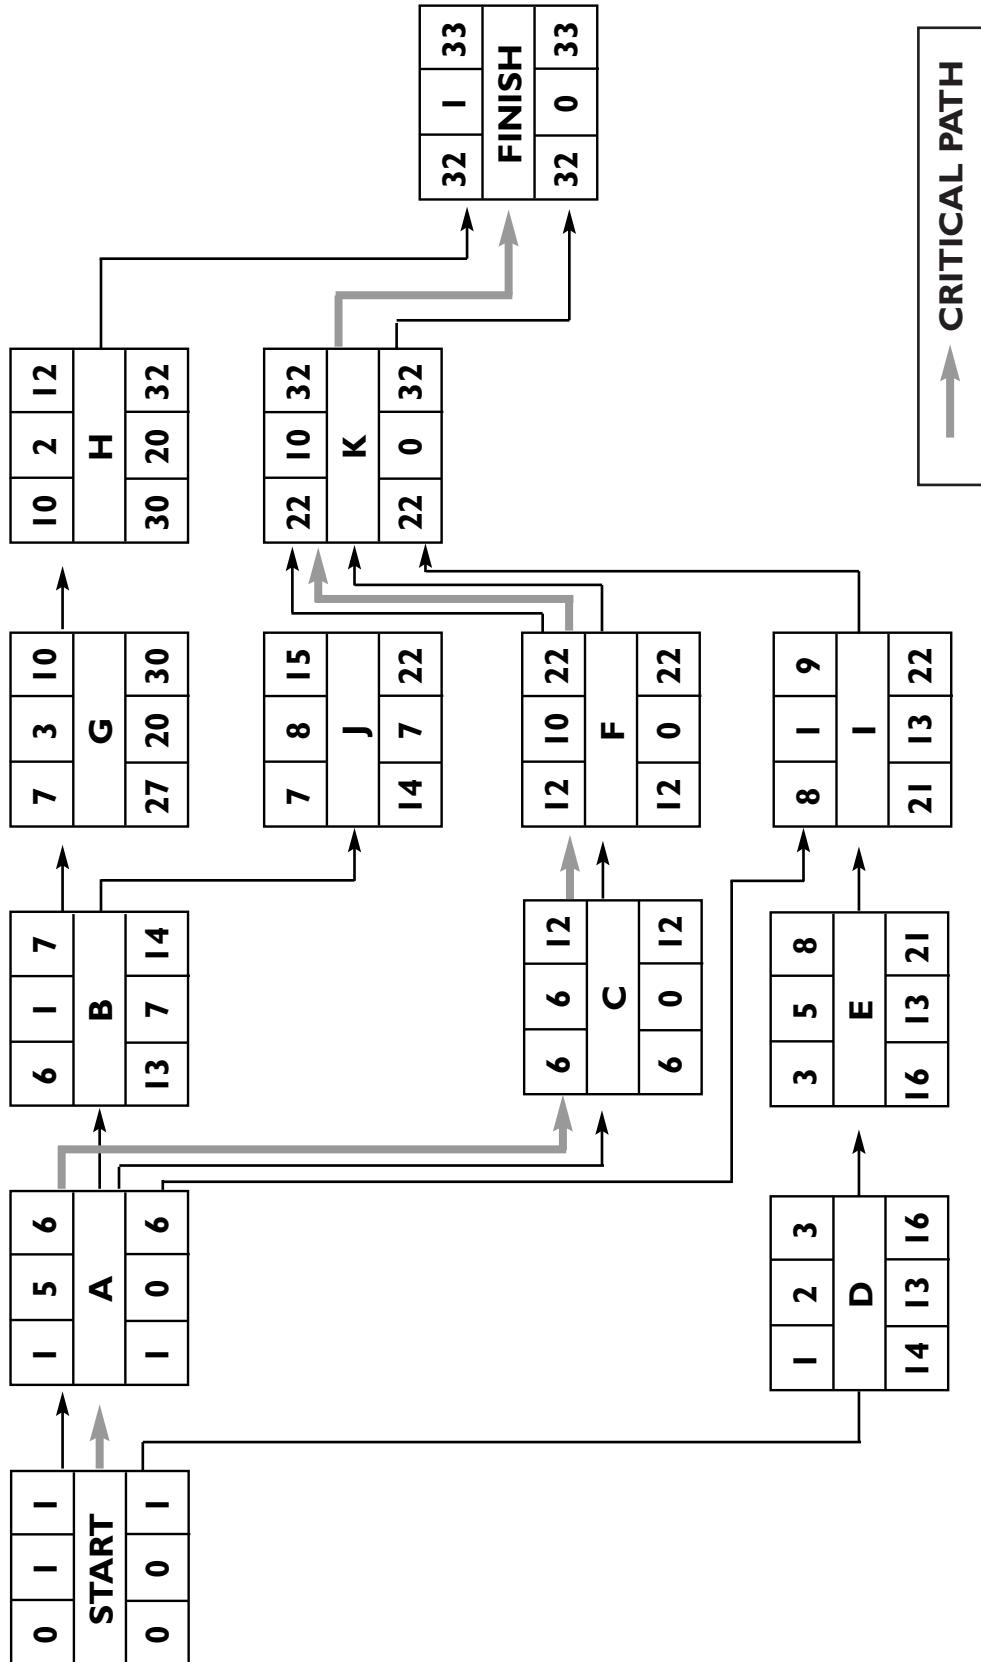 0 1 1
START
0 0 1
1 5 6
A
1 0 6
6 1 7
B
13 7 14
7 3 10
G
27 20 30
10 2 12
H
30 20 32
7 8 15
J
14 7 22
22 10 32
K
22 0 32
32 1 33
FINISH
32 0 33
6 6 12
C
6 0 12
12 10 22
F
12 0 22
1 2 3
D
14 13 16
3 5 8
E
16 13 21
8 1 9
I
21 13 22
CRITICAL PATH